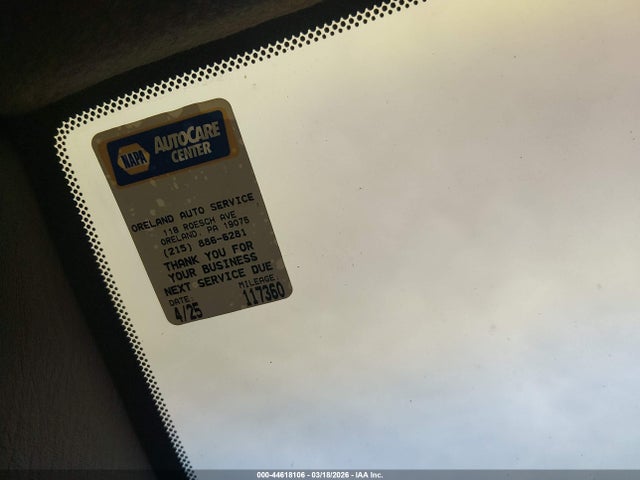 NAPA AUTOCARE
CENTER
ORELAND AUTO SERVICE
118 ROESCH AVE
ORELAND, PA 19075
(215) 886-6281
THANK YOU FOR
YOUR BUSINESS
NEXT SERVICE DUE
DATE: MILEAGE
4/25 117360
000-44618106 - 03/18/2026 - IAA Inc.